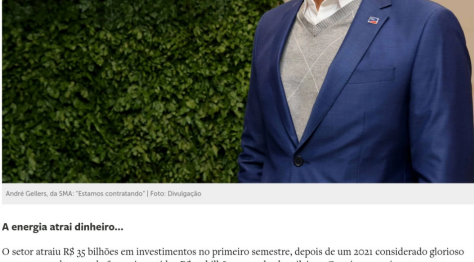 André Gellers, da SMA: "Estamos contratando" | Foto: Divulgação
A energia atrai dinheiro...
O setor atraiu R$ 35 bilhões em investimentos no primeiro semestre, depois de um 2021 considerado glorioso